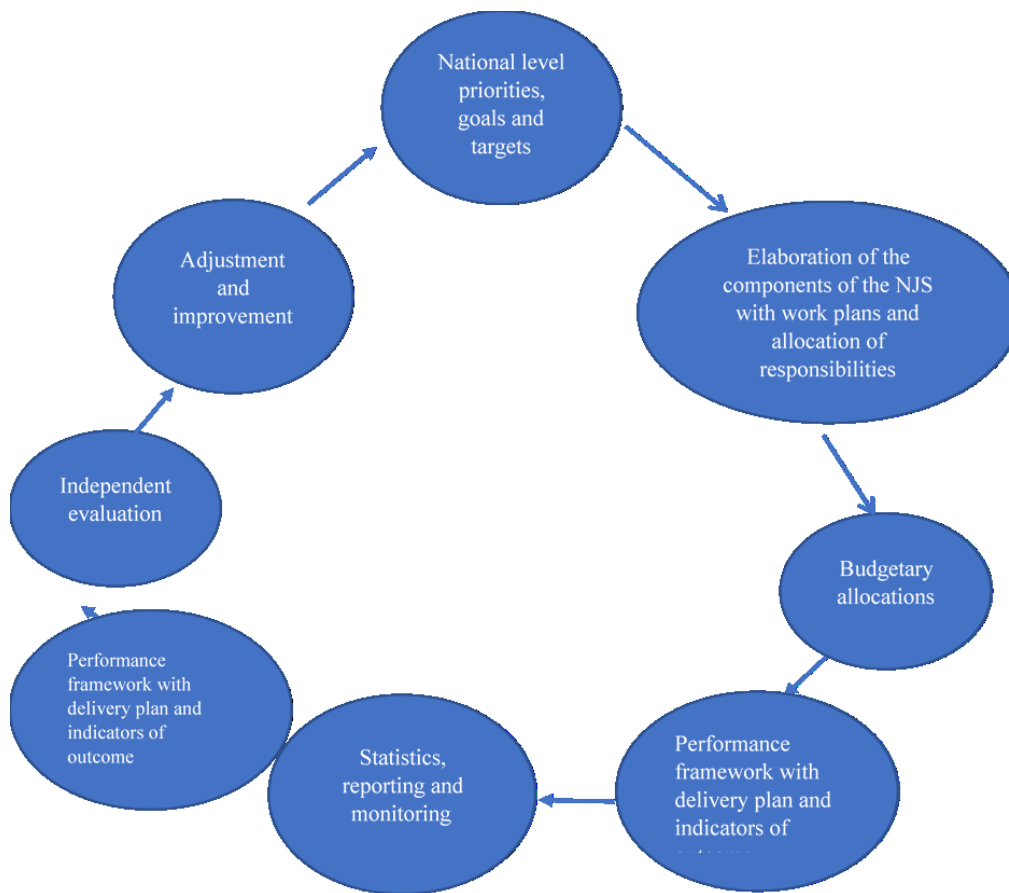 National level
priorities,
goals and
targets
Elaboration of the
components of the NJS
with work plans and
allocation of
responsibilities
Budgetary
allocations
Performance
framework with
delivery plan and
indicators of
Statistics,
reporting and
monitoring
Performance
framework with
delivery plan and
indicators of
outcome
Independent
evaluation
Adjustment
and
improvement